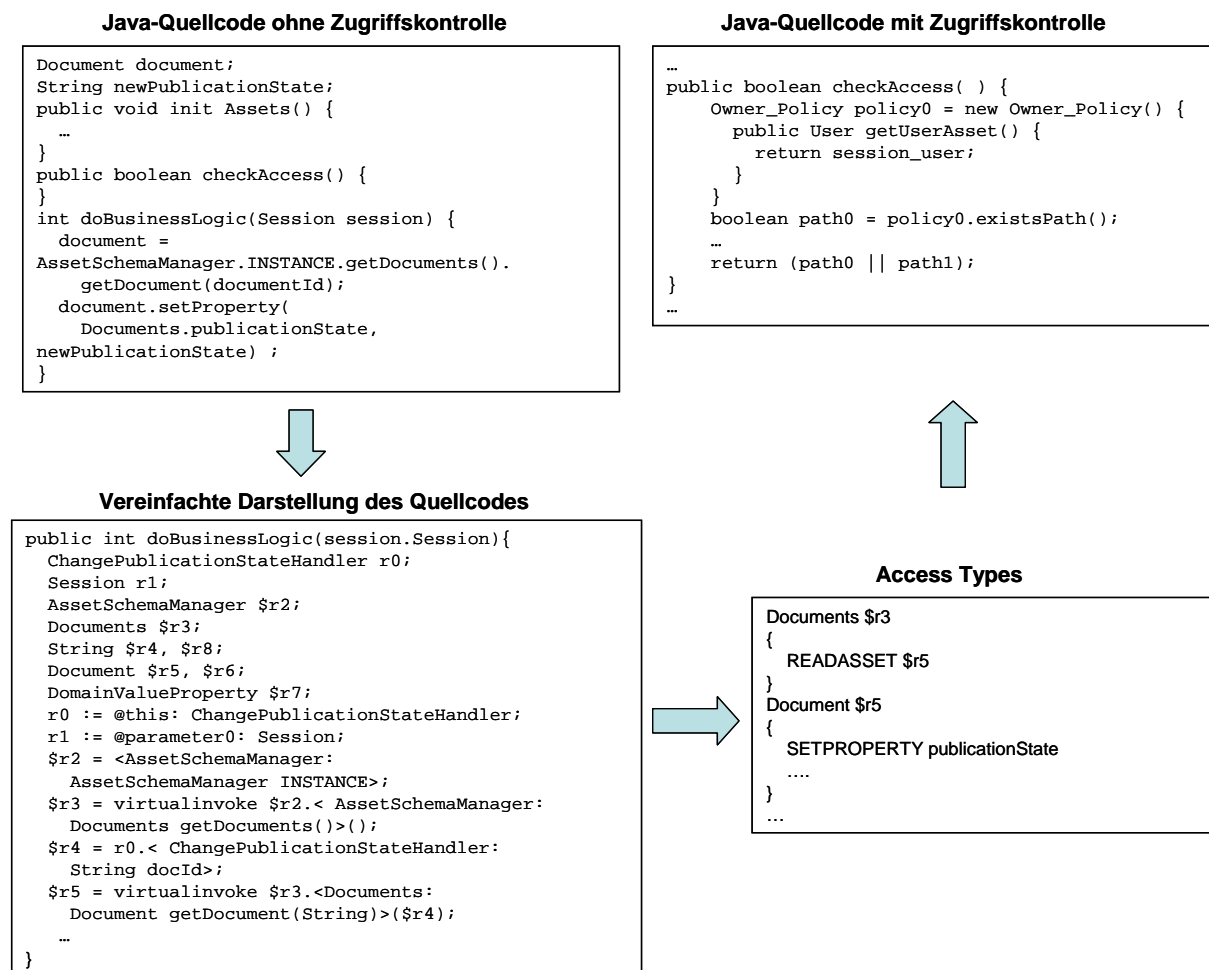 Java-Quellcode ohne Zugriffskontrolle
Document document;
String newPublicationState;
public void init Assets() {
…
}
public boolean checkAccess() {
}
int doBusinessLogic(Session session) {
document =
AssetSchemaManager.INSTANCE.getDocuments().
getDocument(documentId);
document.setProperty(
Documents.publicationState,
newPublicationState) ;
}
Java-Quellcode mit Zugriffskontrolle
…
public boolean checkAccess( ) {
Owner_Policy policy0 = new Owner_Policy() {
public User getUserAsset() {
return session_user;
}
}
boolean path0 = policy0.existsPath();
…
return (path0 || path1);
}
…
Vereinfachte Darstellung des Quellcodes
public int doBusinessLogic(session.Session){
ChangePublicationStateHandler r0;
Session r1;
AssetSchemaManager $r2;
Documents $r3;
String $r4, $r8;
Document $r5, $r6;
DomainValueProperty $r7;
r0 := @this: ChangePublicationStateHandler;
r1 := @parameter0: Session;
$r2 = <AssetSchemaManager:
AssetSchemaManager INSTANCE>;
$r3 = virtualinvoke $r2.< AssetSchemaManager:
Documents getDocuments()>();
$r4 = r0.< ChangePublicationStateHandler:
String docId>;
$r5 = virtualinvoke $r3.<Documents:
Document getDocument(String)>($r4);
…
}
Access Types
Documents $r3
{
READASSET $r5
}
Document $r5
{
SETPROPERTY publicationState
….
}
…